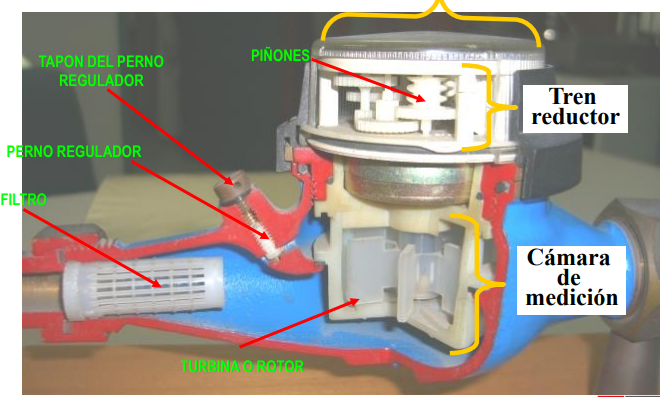 TAPON DEL PERNO
REGULADOR
PIÑONES
Tren
reductor
PERNO REGULADOR
FILTRO
Cámara
de
medición
TURBINA O ROTOR